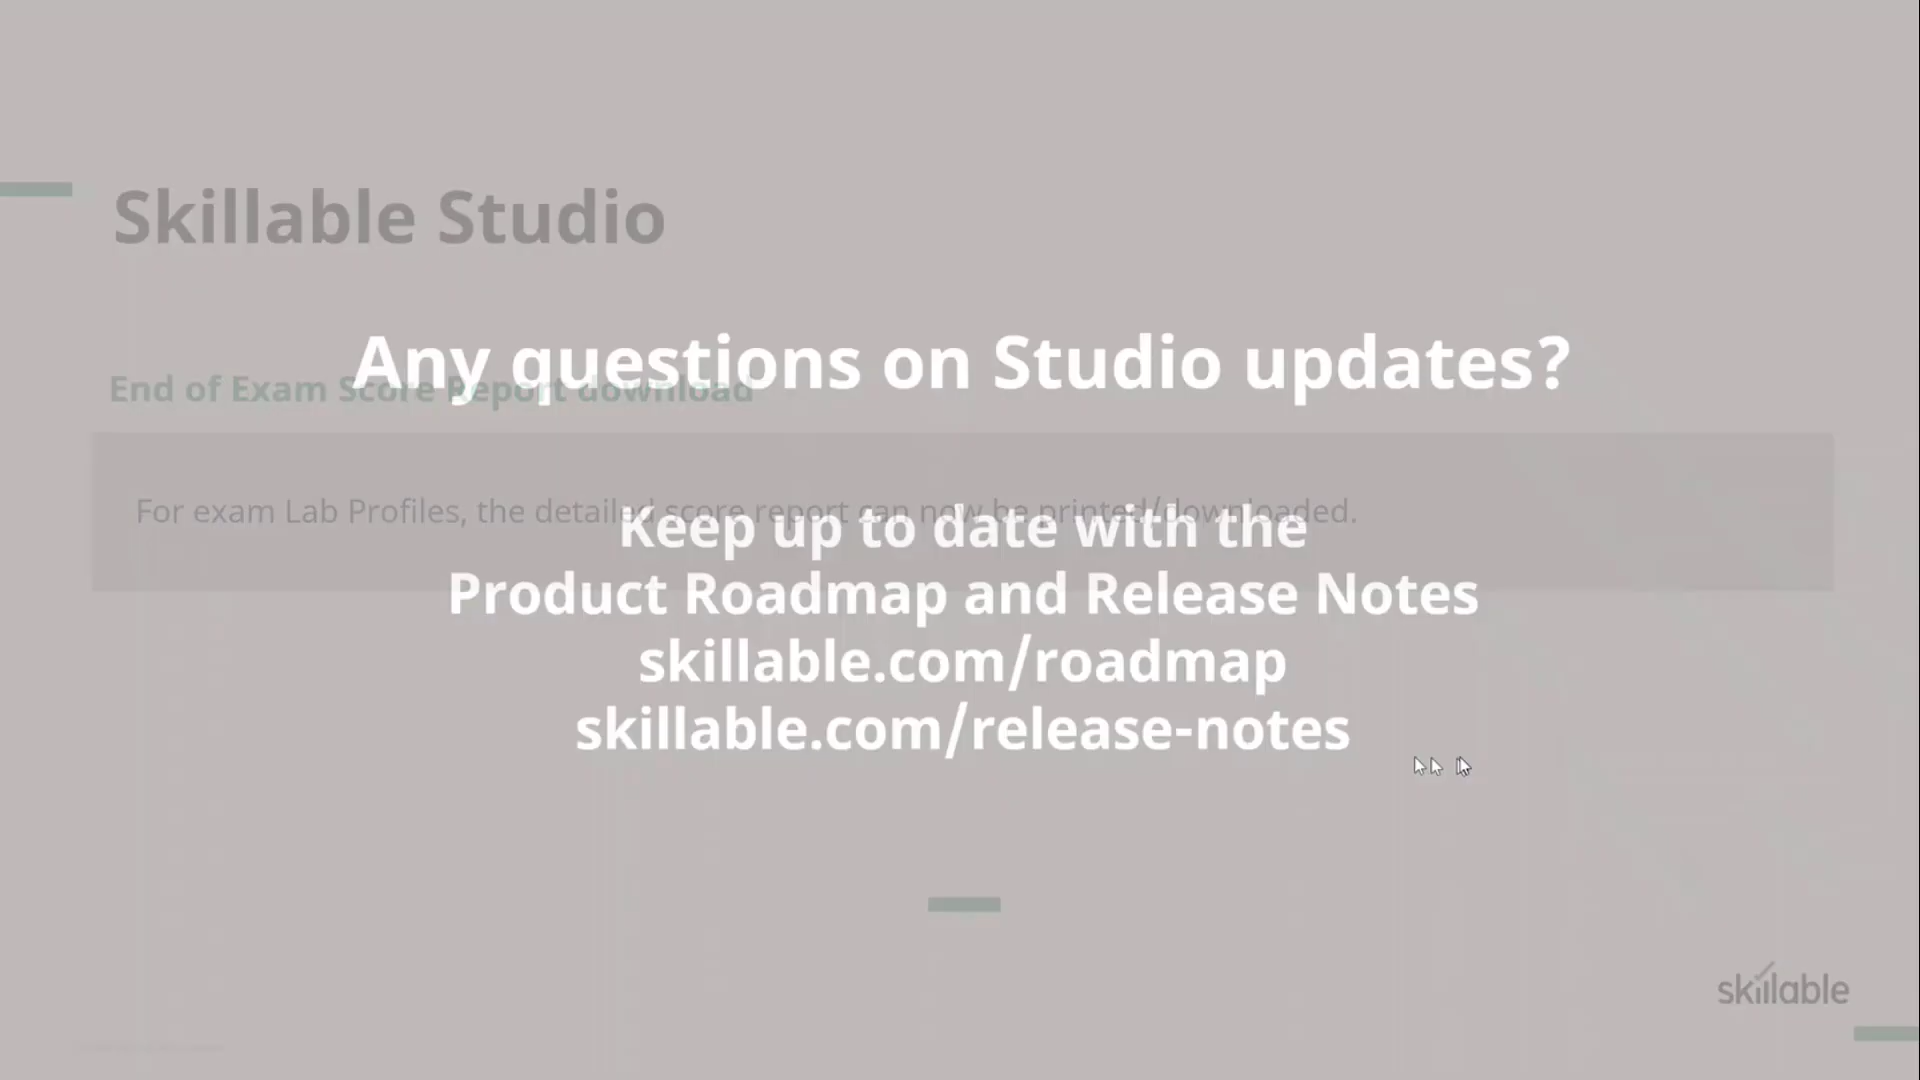 Skillable Studio
Any questions on Studio updates?
End of Exam Score Report download
For exam Lab Profiles, the detailed score report can now be printed/downloaded.
Keep up to date with the
Product Roadmap and Release Notes
skillable.com/roadmap
skillable.com/release-notes
skillable